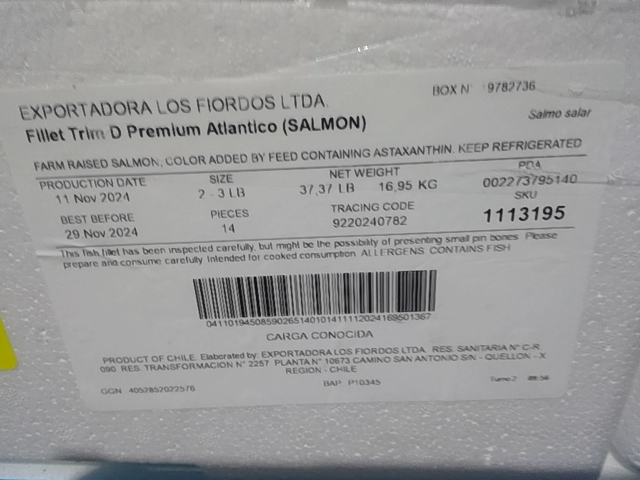 EXPORTADORA LOS FIORDOS LTDA.
BOX N° 9782736
Fillet Trim D Premium Atlantico (SALMON)
Salmo salar
FARM RAISED SALMON, COLOR ADDED BY FEED CONTAINING ASTAXANTHIN. KEEP REFRIGERATED
PRODUCTION DATE SIZE NET WEIGHT PDA
11 Nov 2024 2 - 3 LB 37,37 LB 16,95 KG 002273795140
BEST BEFORE PIECES TRACING CODE SKU
29 Nov 2024 14 9220240782 1113195
This fish fillet has been inspected carefully, but might be the possibility of presenting small pin bones. Please
prepare and consume carefully. Intended for cooked consumption. ALLERGENS: CONTAINS FISH
CARGA CONOCIDA
PRODUCT OF CHILE. Elaborated by: EXPORTADORA LOS FIORDOS LTDA. RES. SANITARIA N° C-R
090 RES. TRANSFORMACION N° 2257 PLANTA N° 10673 CAMINO SAN ANTONIO S/N - QUELLON - X
REGION - CHILE
GGN 4052852022576 BAP P10345 Turno 2